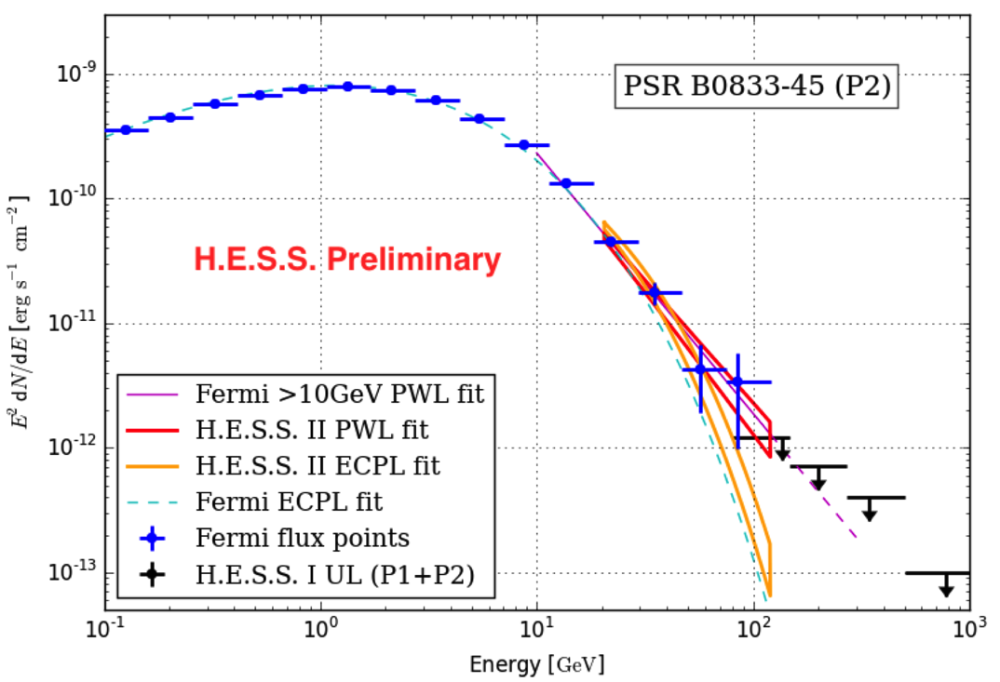 PSR B0833-45 (P2)
H.E.S.S. Preliminary
Fermi >10GeV PWL fit
H.E.S.S. II PWL fit
H.E.S.S. II ECPL fit
Fermi ECPL fit
Fermi flux points
H.E.S.S. I UL (P1+P2)
10⁻⁹
10⁻¹⁰
10⁻¹¹
10⁻¹²
10⁻¹³
E² dN/dE [erg s⁻¹ cm⁻²]
10⁻¹ 10⁰ 10¹ 10² 10³
Energy [GeV]